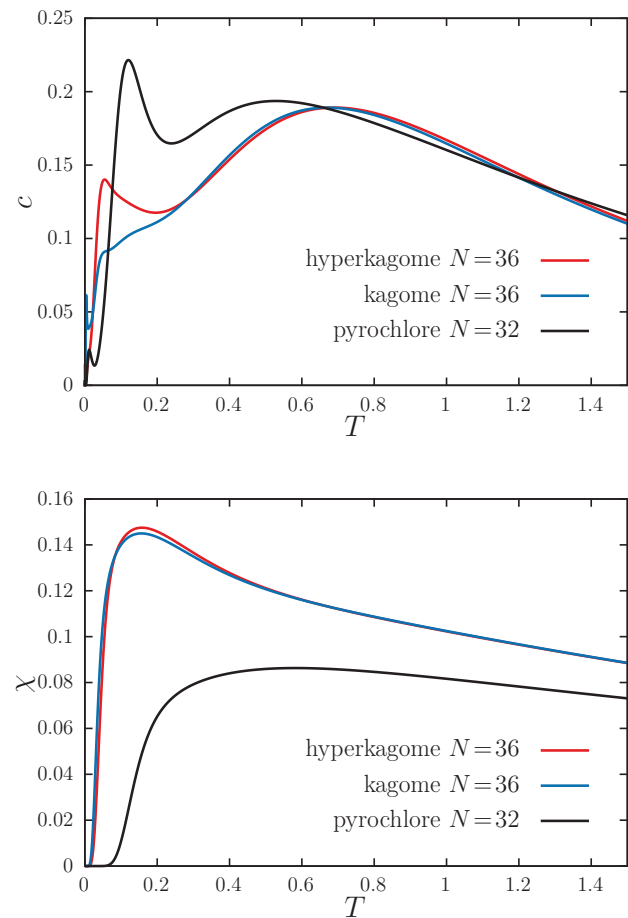 0.25
0.2
0.15
0.1
0.05
0
c
hyperkagome N=36
kagome N=36
pyrochlore N=32
0 0.2 0.4 0.6 0.8 1 1.2 1.4
T
0.16
0.14
0.12
0.1
0.08
0.06
0.04
0.02
0
χ
hyperkagome N=36
kagome N=36
pyrochlore N=32
0 0.2 0.4 0.6 0.8 1 1.2 1.4
T